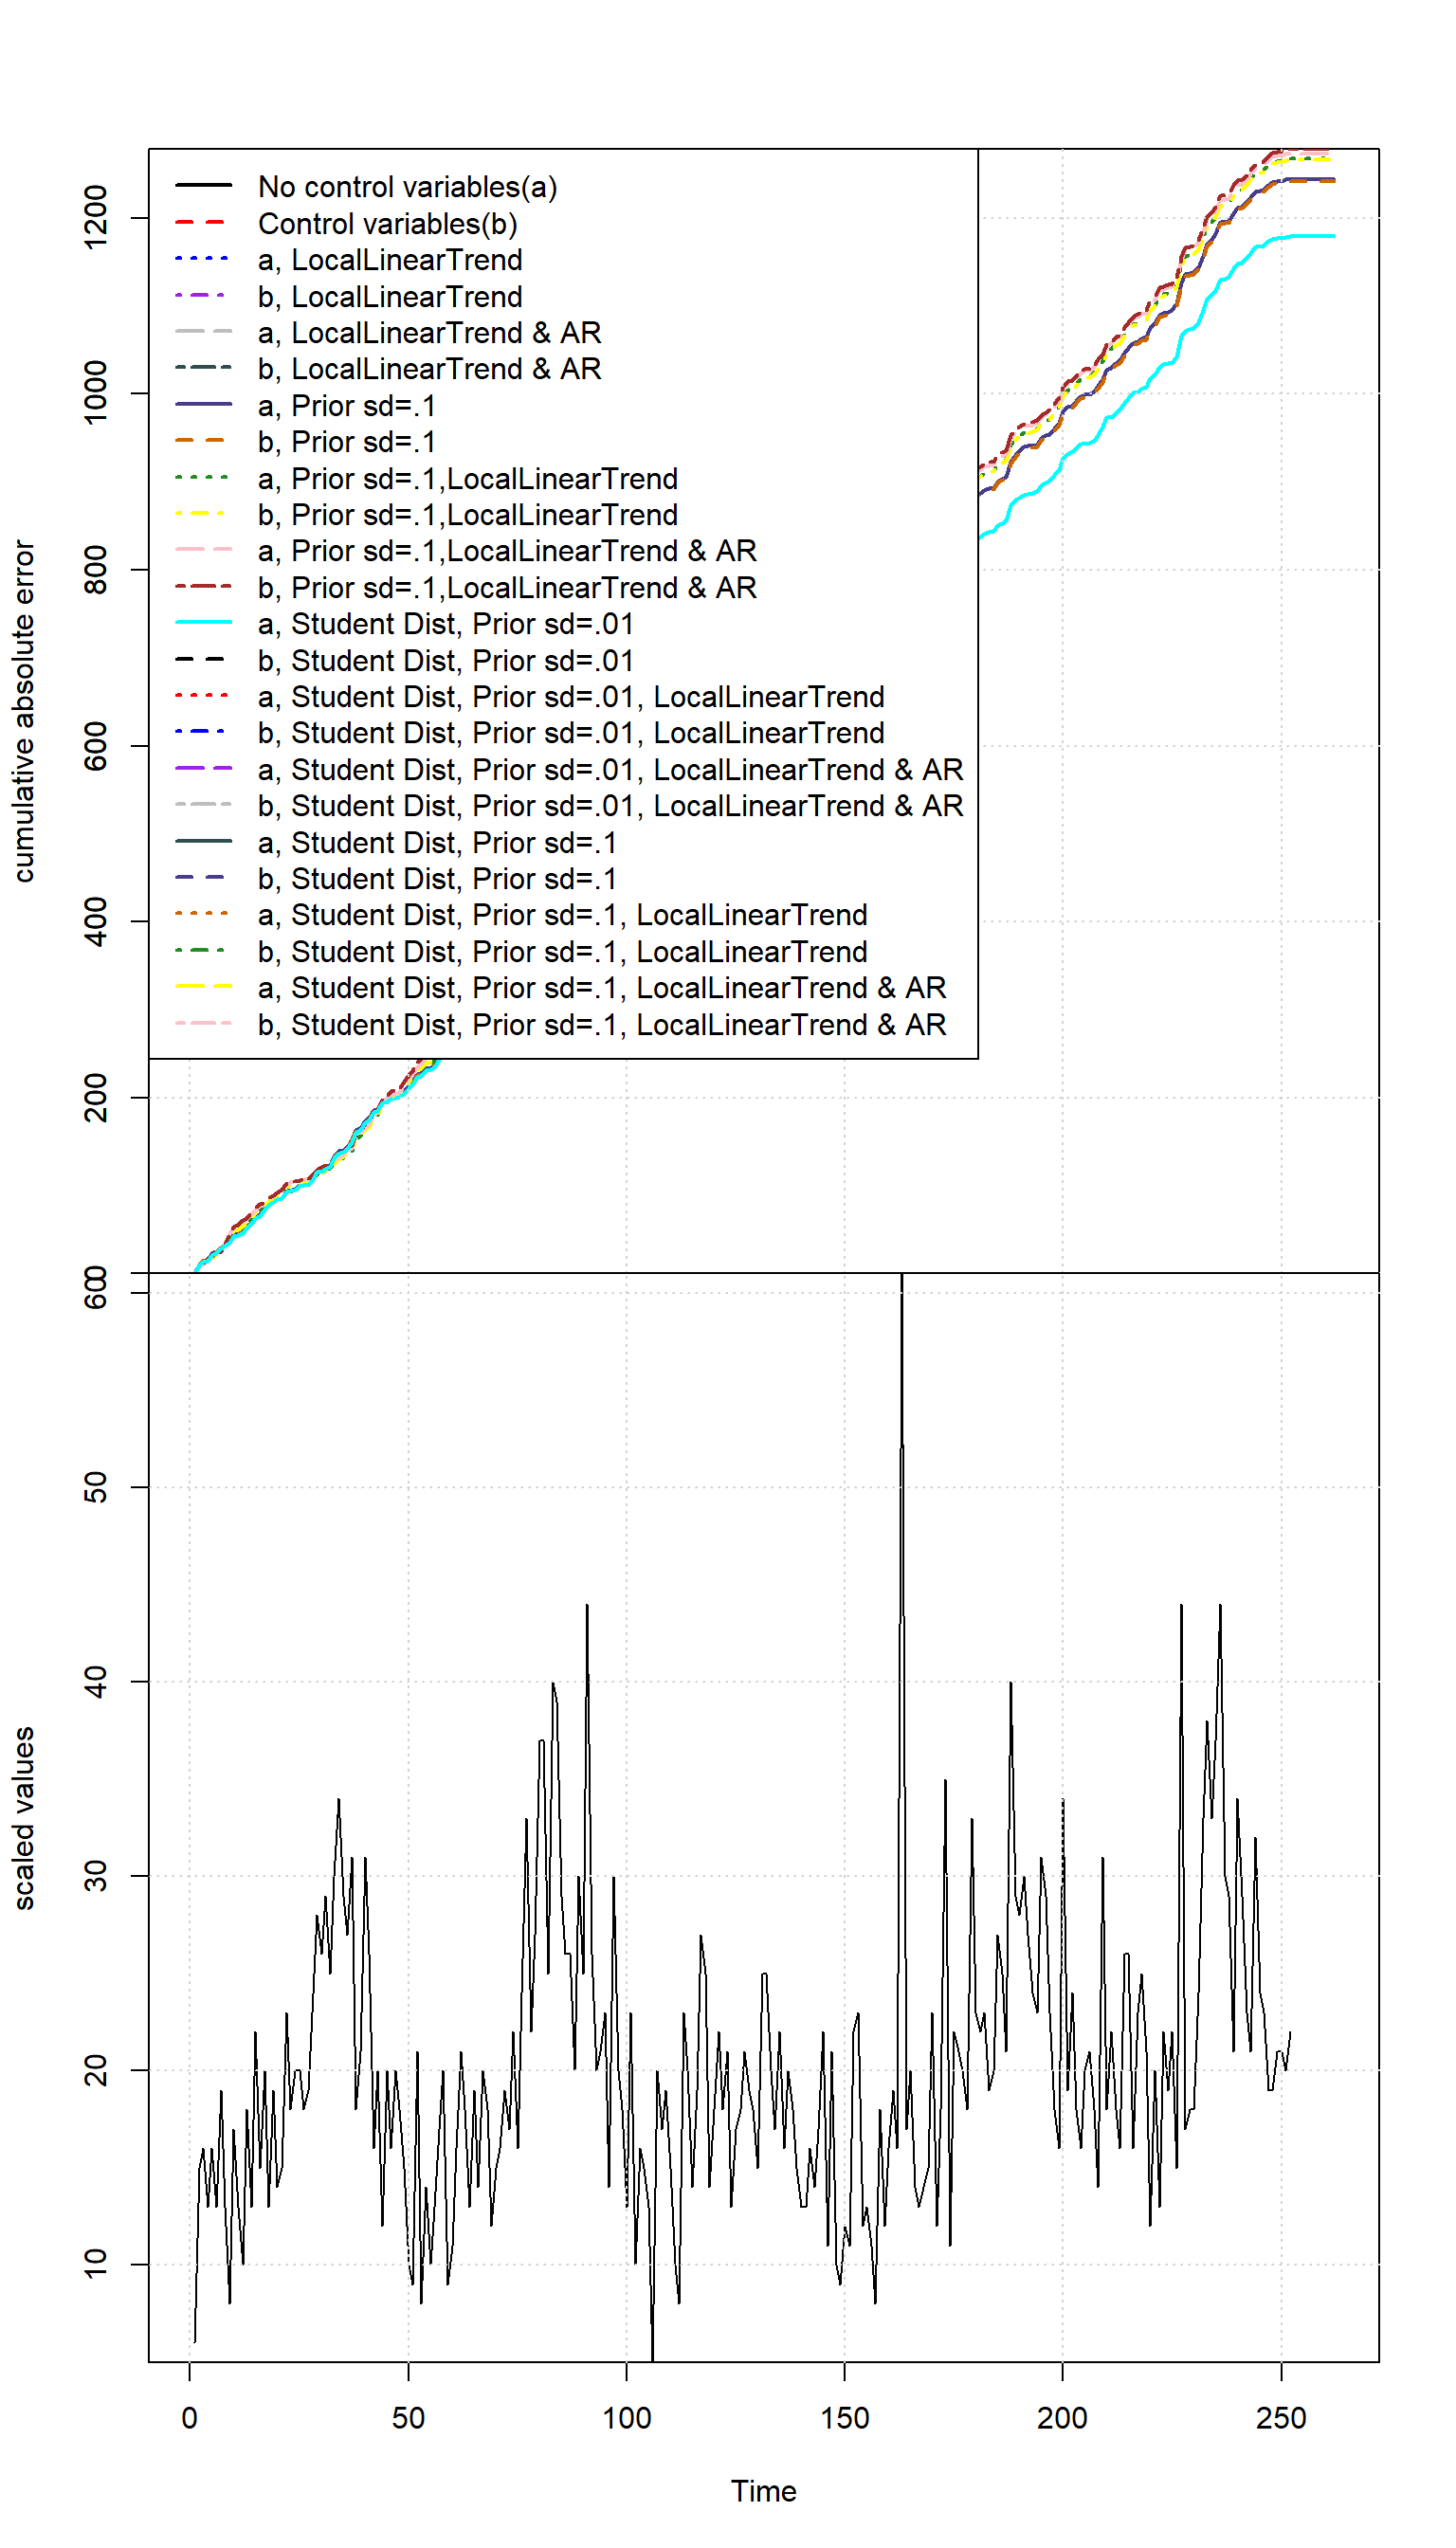 No control variables(a)
Control variables(b)
a, LocalLinearTrend
b, LocalLinearTrend
a, LocalLinearTrend & AR
b, LocalLinearTrend & AR
a, Prior sd=.1
b, Prior sd=.1
a, Prior sd=.1,LocalLinearTrend
b, Prior sd=.1,LocalLinearTrend
a, Prior sd=.1,LocalLinearTrend & AR
b, Prior sd=.1,LocalLinearTrend & AR
a, Student Dist, Prior sd=.01
b, Student Dist, Prior sd=.01
a, Student Dist, Prior sd=.01, LocalLinearTrend
b, Student Dist, Prior sd=.01, LocalLinearTrend
a, Student Dist, Prior sd=.01, LocalLinearTrend & AR
b, Student Dist, Prior sd=.01, LocalLinearTrend & AR
a, Student Dist, Prior sd=.1
b, Student Dist, Prior sd=.1
a, Student Dist, Prior sd=.1, LocalLinearTrend
b, Student Dist, Prior sd=.1, LocalLinearTrend
a, Student Dist, Prior sd=.1, LocalLinearTrend & AR
b, Student Dist, Prior sd=.1, LocalLinearTrend & AR
cumulative absolute error
1200
1000
800
600
400
200
0
scaled values
60
50
40
30
20
10
0 50 100 150 200 250
Time